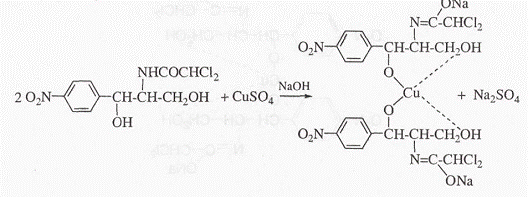 ONa
N=C-CHCl₂
O₂N CH-CH-CH₂OH
O
NHCOCHCl₂
2 O₂N CH-CH-CH₂OH + CuSO₄ NaOH Cu + Na₂SO₄
OH
O
O₂N CH-CH-CH₂OH
N=C-CHCl₂
ONa